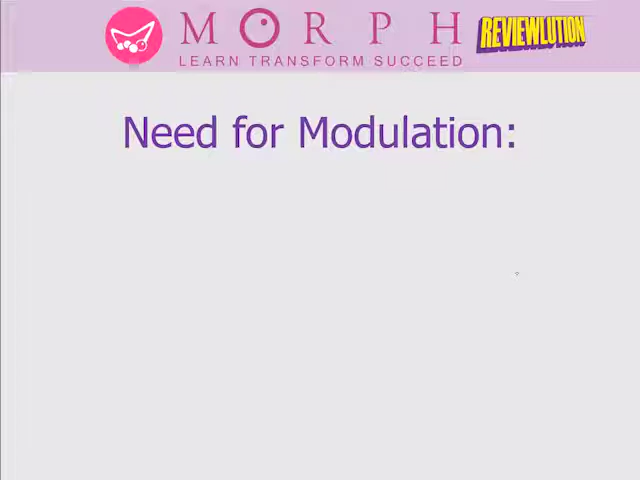 MORPH
REVIEWLUTION
LEARN TRANSFORM SUCCEED
Need for Modulation: